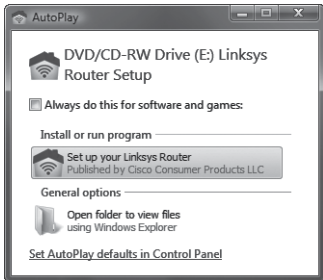 AutoPlay
DVD/CD-RW Drive (E:) Linksys
Router Setup
Always do this for software and games:
Install or run program
Set up your Linksys Router
Published by Cisco Consumer Products LLC
General options
Open folder to view files
using Windows Explorer
Set AutoPlay defaults in Control Panel